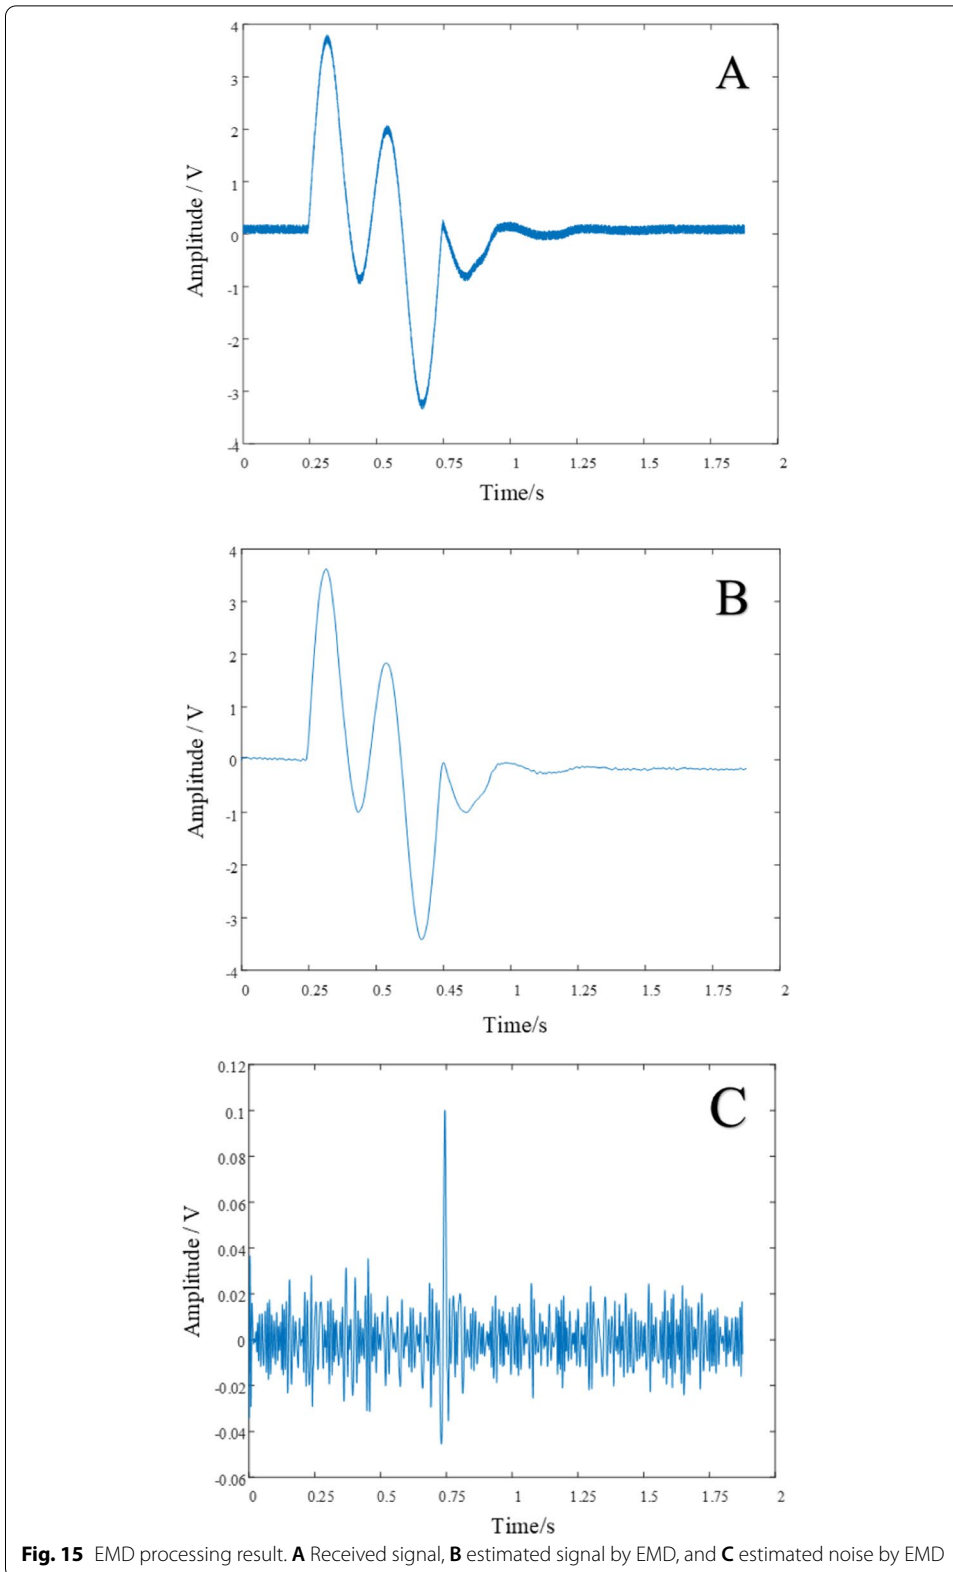 A
4
3
2
1
0
-1
-2
-3
-4
Amplitude / V
0 0.25 0.5 0.75 1 1.25 1.5 1.75 2
Time/s
B
4
3
2
1
0
-1
-2
-3
-4
Amplitude / V
0 0.25 0.5 0.45 1 1.25 1.5 1.75 2
Time/s
C
0.12
0.1
0.08
0.06
0.04
0.02
0
-0.02
-0.04
-0.06
Amplitude / V
0 0.25 0.5 0.75 1 1.25 1.5 1.75 2
Time/s
Fig. 15 EMD processing result. A Received signal, B estimated signal by EMD, and C estimated noise by EMD